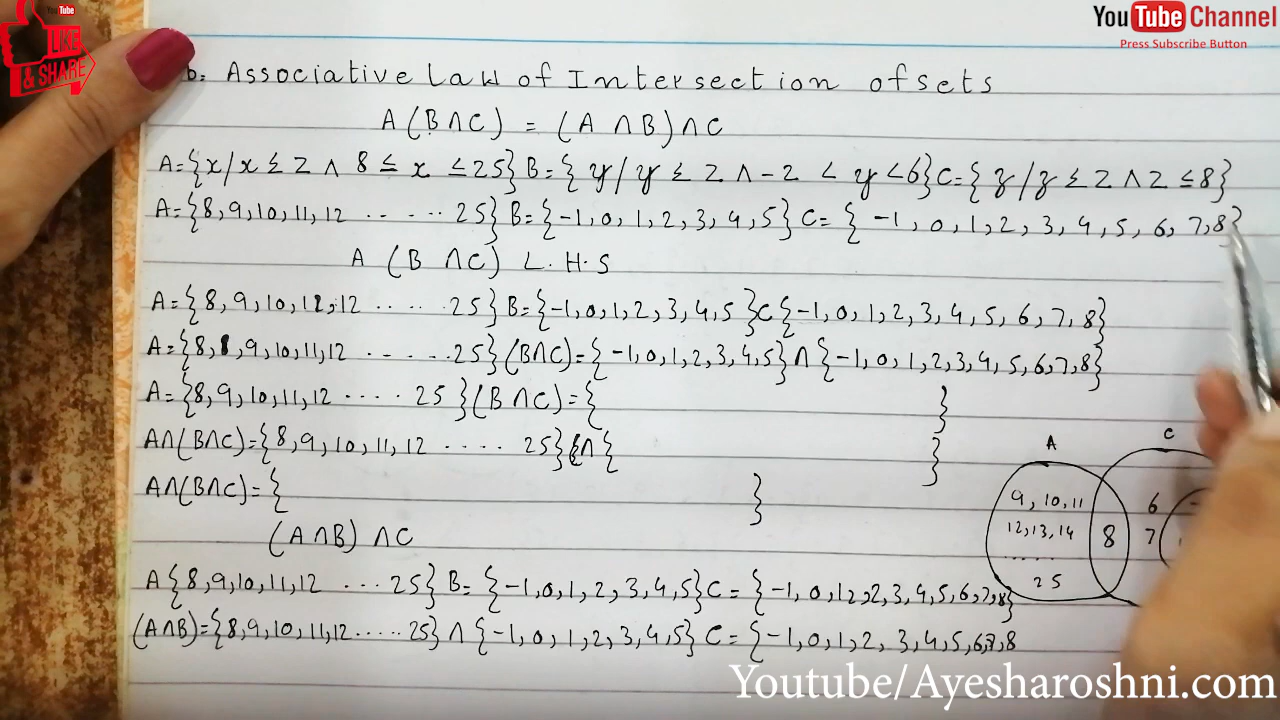 YouTube
LIKE
& SHARE
YouTube Channel
Press Subscribe Button
b: Associative Law of Intersection of sets
A (B ∩ C) = (A ∩ B) ∩ C
A={x/x ≤ Z ∧ 8 ≤ x ≤ 25} B={y/y ≤ Z ∧ -2 < y < 6} C={z/z ≤ Z ∧ Z ≤ 8}
A={8,9,10,11,12 ...... 25} B={-1,0,1,2,3,4,5} C={-1,0,1,2,3,4,5,6,7,8}
A (B ∩ C) L.H.S
A={8,9,10,11,12 ...... 25} B={-1,0,1,2,3,4,5} C{-1,0,1,2,3,4,5,6,7,8}
A={8,9,10,11,12 ...... 25} (B∩C)={-1,0,1,2,3,4,5} ∩ {-1,0,1,2,3,4,5,6,7,8}
A={8,9,10,11,12 .... 25} (B∩C)={ }
A∩(B∩C)={8,9,10,11,12 .... 25} ∩ { }
A∩(B∩C)={ }
(A∩B) ∩C
A{8,9,10,11,12 .... 25} B={-1,0,1,2,3,4,5} C={-1,0,1,2,3,4,5,6,7,8}
(A∩B)={8,9,10,11,12.....25} ∩ {-1,0,1,2,3,4,5} C={-1,0,1,2,3,4,5,6,7,8
A C
9,10,11 6
12,13,14 8 7
......
25
Youtube/Ayesharoshni.com